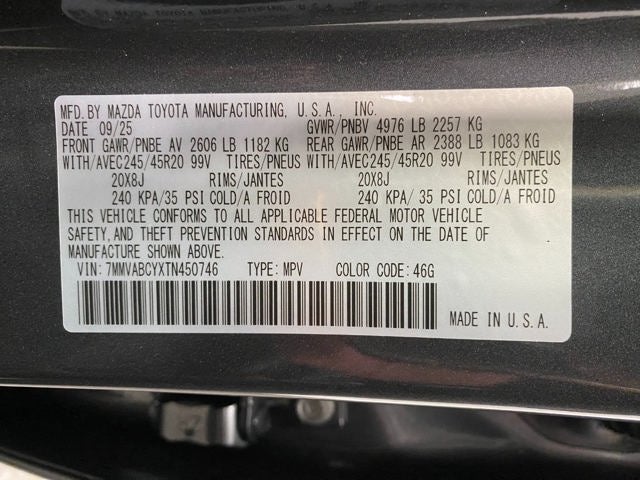 MFD. BY MAZDA TOYOTA MANUFACTURING, U.S.A. INC.
DATE 09/25 GVWR/PNBV 4976 LB 2257 KG
FRONT GAWR/PNBE AV 2606 LB 1182 KG REAR GAWR/PNBE AR 2388 LB 1083 KG
WITH/AVEC245/45R20 99V TIRES/PNEUS WITH/AVEC245/45R20 99V TIRES/PNEUS
20X8J RIMS/JANTES 20X8J RIMS/JANTES
240 KPA/35 PSI COLD/A FROID 240 KPA/ 35 PSI COLD/A FROID
THIS VEHICLE CONFORMS TO ALL APPLICABLE FEDERAL MOTOR VEHICLE
SAFETY, AND THEFT PREVENTION STANDARDS IN EFFECT ON THE DATE OF
MANUFACTURE SHOWN ABOVE.
VIN: 7MMVABCYXTN450746 TYPE: MPV COLOR CODE: 46G
MADE IN U.S.A.